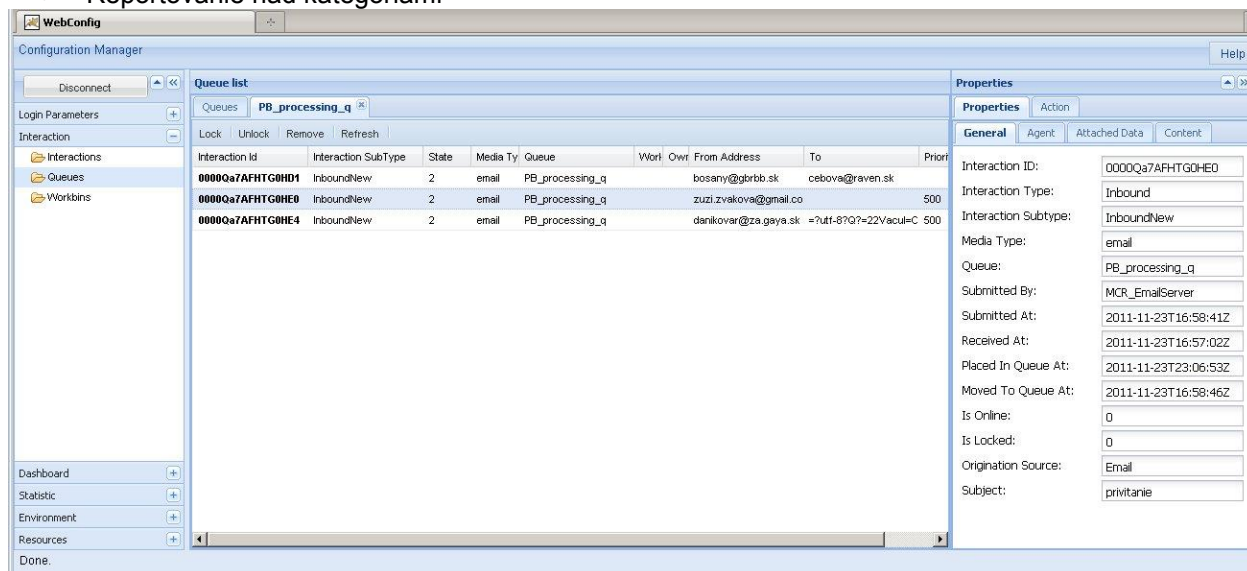 Reportovanie nad kategóriami
WebConfig
Configuration Manager
Help
Disconnect
Login Parameters
Interaction
Interactions
Queues
Workbins
Dashboard
Statistic
Environment
Resources
Done.
Queue list
Queues PB_processing_q
Lock Unlock Remove Refresh
Interaction Id Interaction SubType State Media Ty Queue Work Owr From Address To Priori
0000Qa7AFHTG0HD1 InboundNew 2 email PB_processing_q bosany@gbrbb.sk cebova@raven.sk
0000Qa7AFHTG0HE0 InboundNew 2 email PB_processing_q zuzi.zvakova@gmail.co 500
0000Qa7AFHTG0HE4 InboundNew 2 email PB_processing_q danikovar@za.gaya.sk =?utf-8?Q?=22Vacul=C 500
Properties
Properties Action
General Agent Attached Data Content
Interaction ID: 0000Qa7AFHTG0HE0
Interaction Type: Inbound
Interaction Subtype: InboundNew
Media Type: email
Queue: PB_processing_q
Submitted By: MCR_EmailServer
Submitted At: 2011-11-23T16:58:41Z
Received At: 2011-11-23T16:57:02Z
Placed In Queue At: 2011-11-23T23:06:53Z
Moved To Queue At: 2011-11-23T16:58:46Z
Is Online: 0
Is Locked: 0
Origination Source: Email
Subject: privitanie